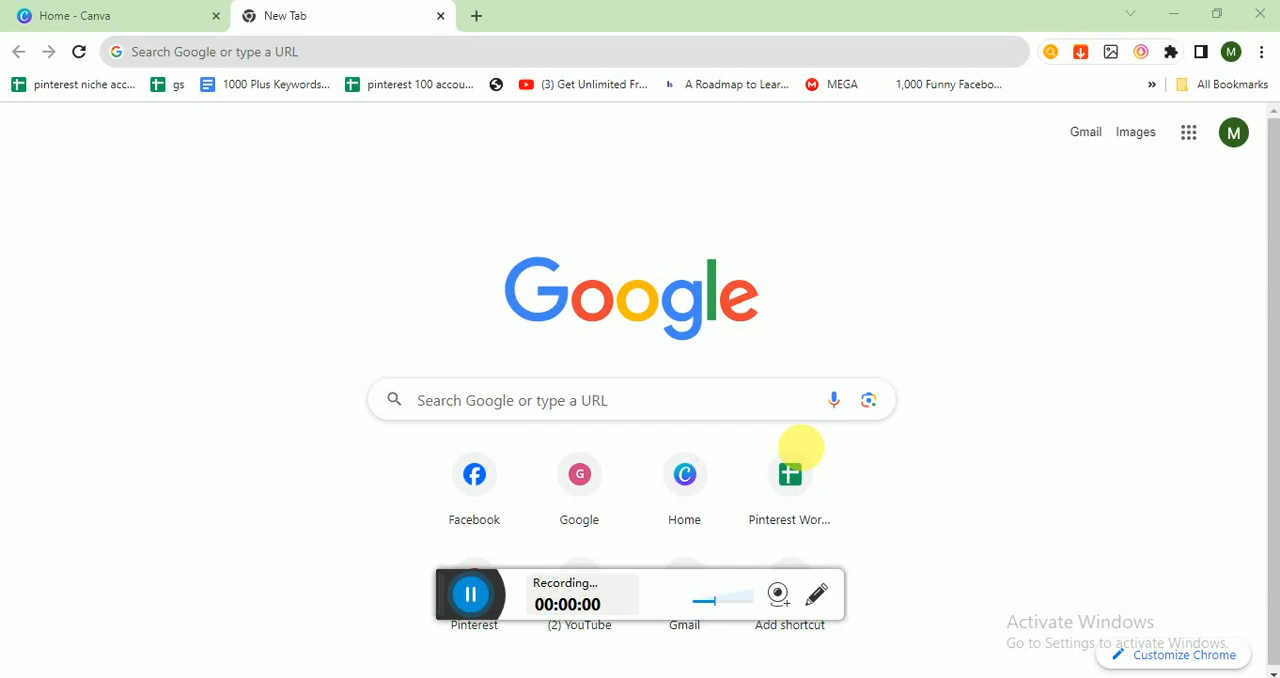 Home - Canva
New Tab
Search Google or type a URL
M
pinterest niche acc...
gs
1000 Plus Keywords...
pinterest 100 accou...
(3) Get Unlimited Fr...
A Roadmap to Lear...
MEGA
1,000 Funny Facebo...
»
All Bookmarks
Gmail
Images
M
Google
Search Google or type a URL
G
Facebook
Google
Home
Pinterest Wor...
Recording...
00:00:00
Pinterest
(2) YouTube
Gmail
Add shortcut
Activate Windows
Go to Settings to activate Windows.
Customize Chrome